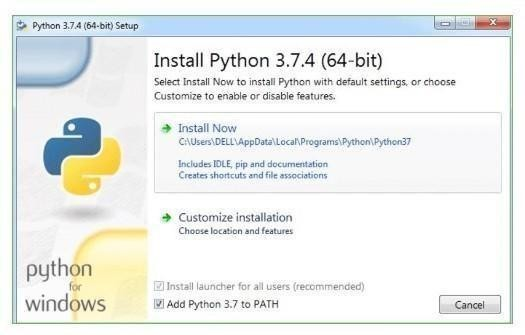 Python 3.7.4 (64-bit) Setup
Install Python 3.7.4 (64-bit)
Select Install Now to install Python with default settings, or choose
Customize to enable or disable features.
Install Now
C:\Users\DELL\AppData\Local\Programs\Python\Python37
Includes IDLE, pip and documentation
Creates shortcuts and file associations
Customize installation
Choose location and features
python
for
windows
Install launcher for all users (recommended)
Add Python 3.7 to PATH
Cancel